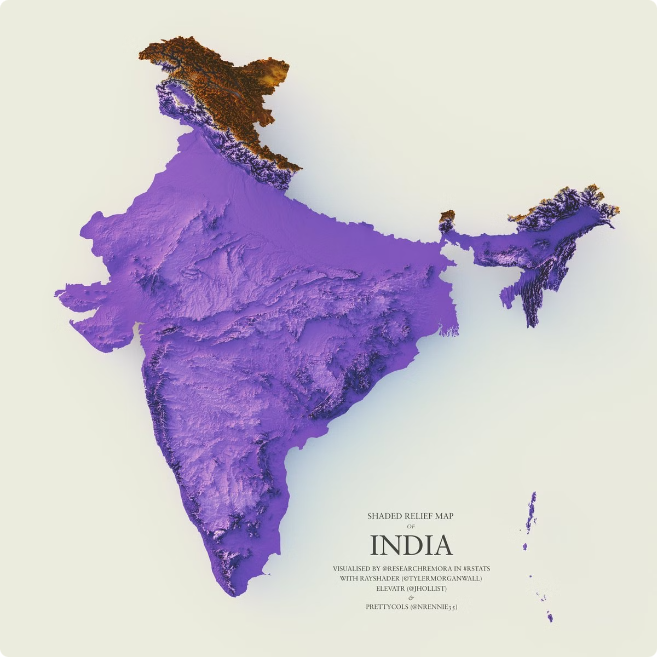 SHADED RELIEF MAP
OF
INDIA
VISUALISED BY @RESEARCHREMORA IN #RSTATS
WITH RAYSHADER (@TYLERMORGANWALL)
ELEVATR (@JHOLLIST)
&
PRETTYCOLS (@NRENNIE35)